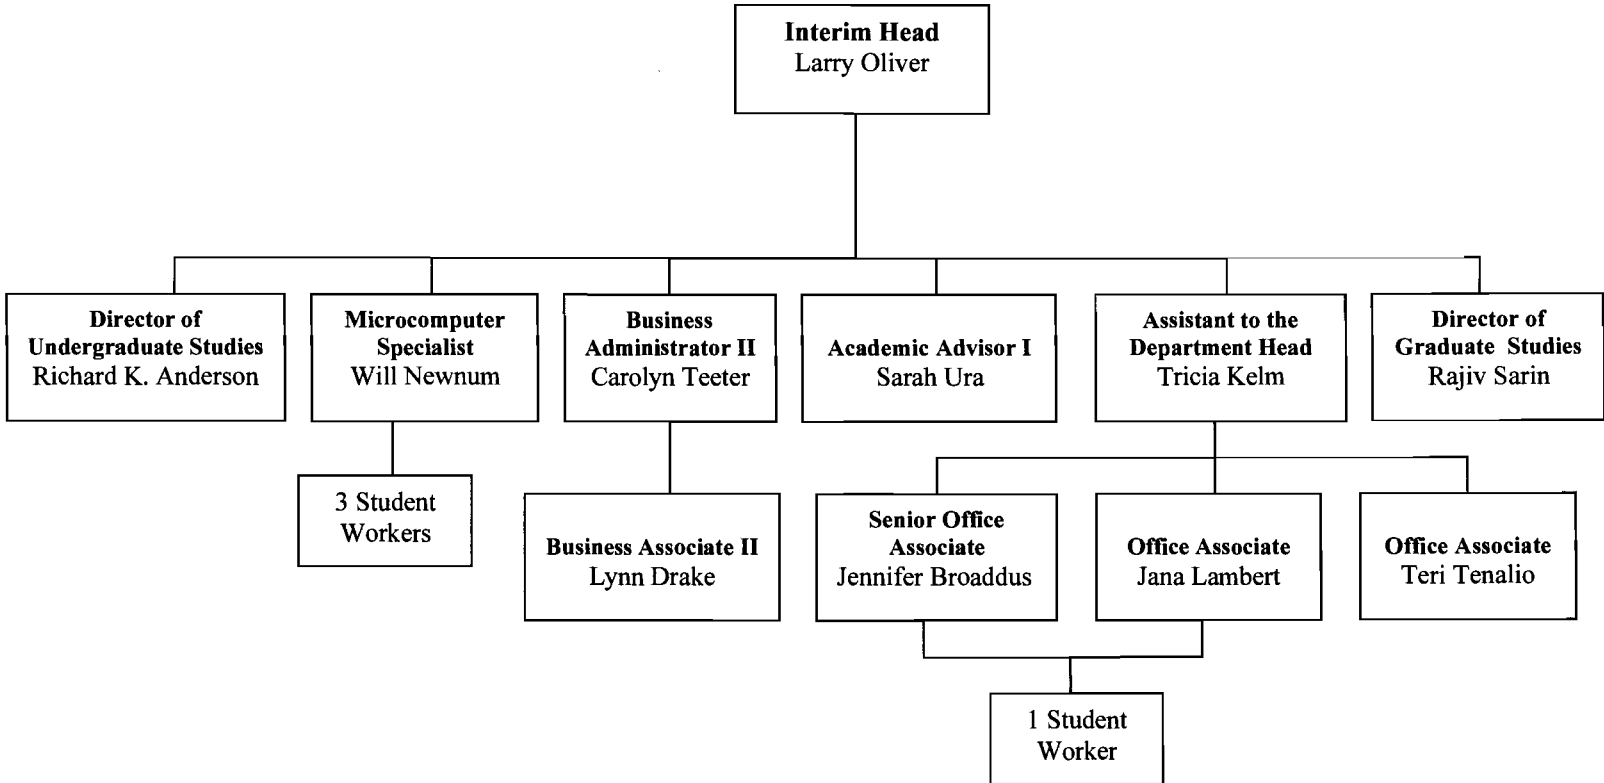 Interim Head
Larry Oliver
Director of
Undergraduate Studies
Richard K. Anderson
Microcomputer
Specialist
Will Newnum
Business
Administrator II
Carolyn Teeter
Academic Advisor I
Sarah Ura
Assistant to the
Department Head
Tricia Kelm
Director of
Graduate Studies
Rajiv Sarin
3 Student
Workers
Business Associate II
Lynn Drake
Senior Office
Associate
Jennifer Broaddus
Office Associate
Jana Lambert
Office Associate
Teri Tenalio
1 Student
Worker